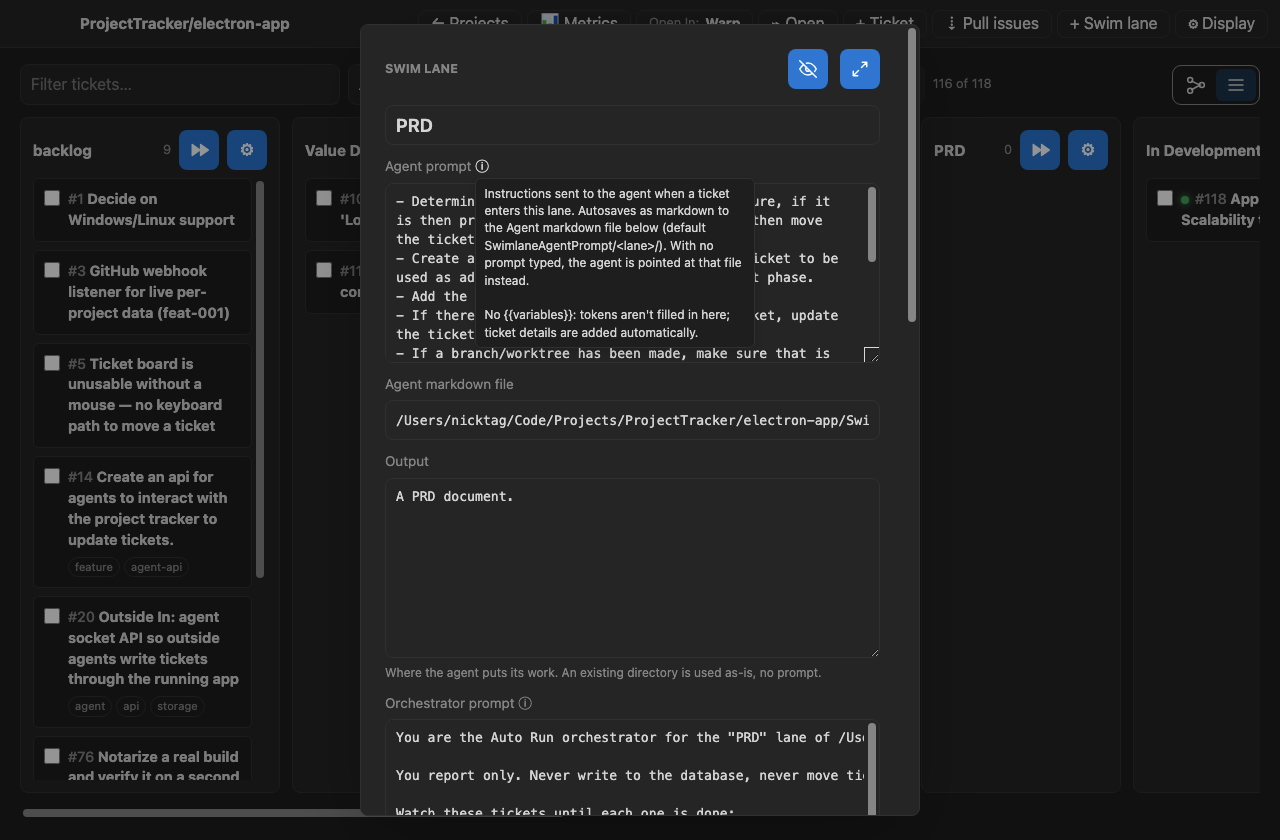 ProjectTracker/electron-app
← Projects
Metrics
Open In: Warp
Open
+ Ticket
↓ Pull issues
+ Swim lane
⚙ Display
Filter tickets...
116 of 118
backlog
9
#1 Decide on
Windows/Linux support
#3 GitHub webhook
listener for live per-
project data (feat-001)
#5 Ticket board is
unusable without a
mouse — no keyboard
path to move a ticket
#14 Create an api for
agents to interact with
the project tracker to
update tickets.
feature
agent-api
#20 Outside In: agent
socket API so outside
agents write tickets
through the running app
agent
api
storage
#76 Notarize a real build
and verify it on a second
Value D
'Lo
SWIM LANE
PRD
Agent prompt ⓘ
– Determin
ure, if it
is then pr
then move
the ticket
– Create a
icket to be
used as ad
t phase.
– Add the
– If there
ket, update
the ticket
– If a branch/worktree has been made, make sure that is
Instructions sent to the agent when a ticket
enters this lane. Autosaves as markdown to
the Agent markdown file below (default
SwimlaneAgentPrompt/<lane>/). With no
prompt typed, the agent is pointed at that file
instead.
No {{variables}}: tokens aren't filled in here;
ticket details are added automatically.
Agent markdown file
/Users/nicktag/Code/Projects/ProjectTracker/electron-app/Swi
Output
A PRD document.
Where the agent puts its work. An existing directory is used as-is, no prompt.
Orchestrator prompt ⓘ
You are the Auto Run orchestrator for the "PRD" lane of /Use
You report only. Never write to the database, never move ti
Watch these tickets until each one is done:
PRD
0
In Development
#118 App
Scalability